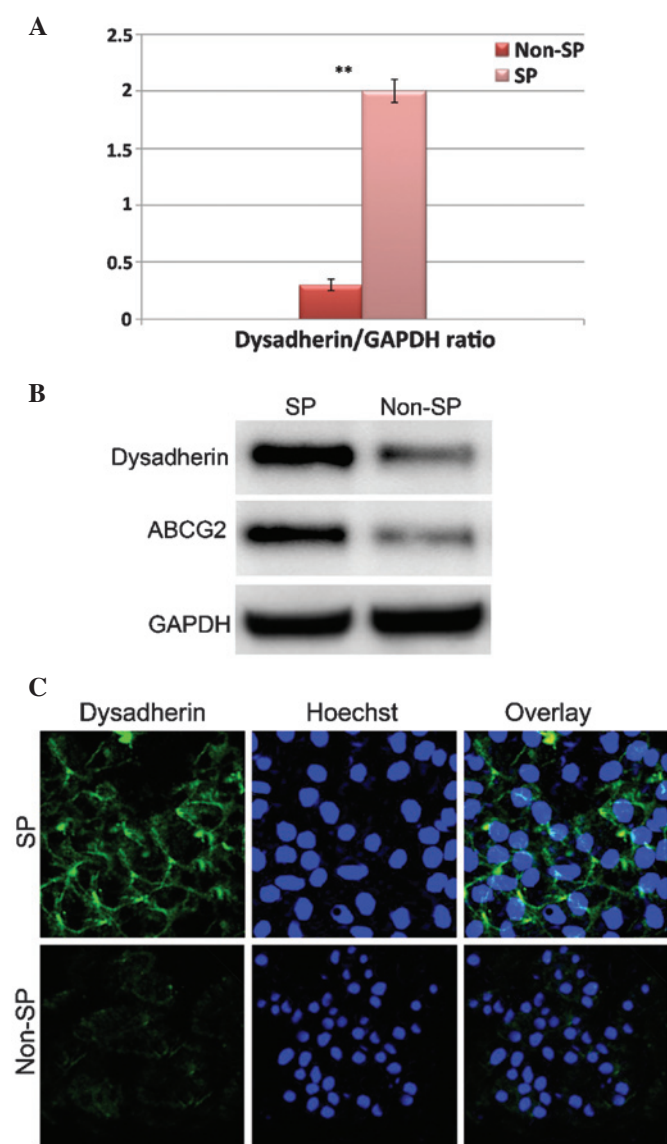 A
2.5
2
1.5
1
0.5
0
**
Non-SP
SP
Dysadherin/GAPDH ratio
B
SP Non-SP
Dysadherin
ABCG2
GAPDH
C
Dysadherin Hoechst Overlay
SP
Non-SP